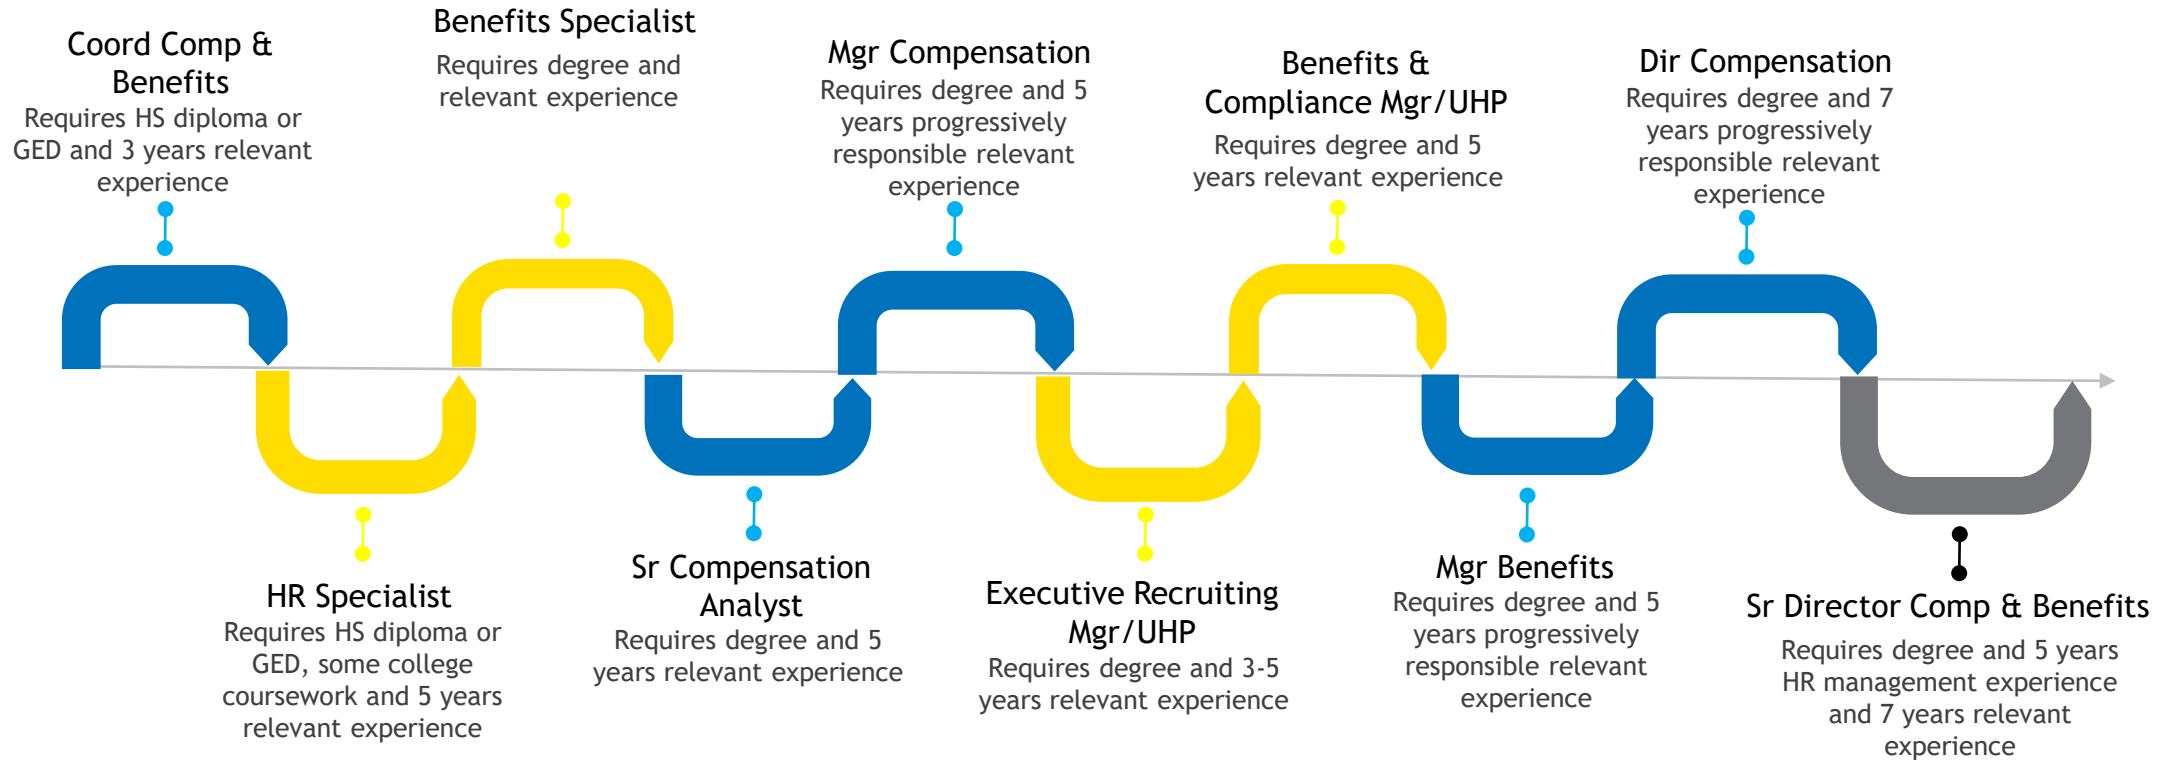 Coord Comp &
Benefits
Requires HS diploma or
GED and 3 years relevant
experience
HR Specialist
Requires HS diploma or
GED, some college
coursework and 5 years
relevant experience
Benefits Specialist
Requires degree and
relevant experience
Sr Compensation
Analyst
Requires degree and 5
years relevant experience
Mgr Compensation
Requires degree and 5
years progressively
responsible relevant
experience
Executive Recruiting
Mgr/UHP
Requires degree and 3-5
years relevant experience
Benefits &
Compliance Mgr/UHP
Requires degree and 5
years relevant experience
Mgr Benefits
Requires degree and 5
years progressively
responsible relevant
experience
Dir Compensation
Requires degree and 7
years progressively
responsible relevant
experience
Sr Director Comp & Benefits
Requires degree and 5 years
HR management experience
and 7 years relevant
experience